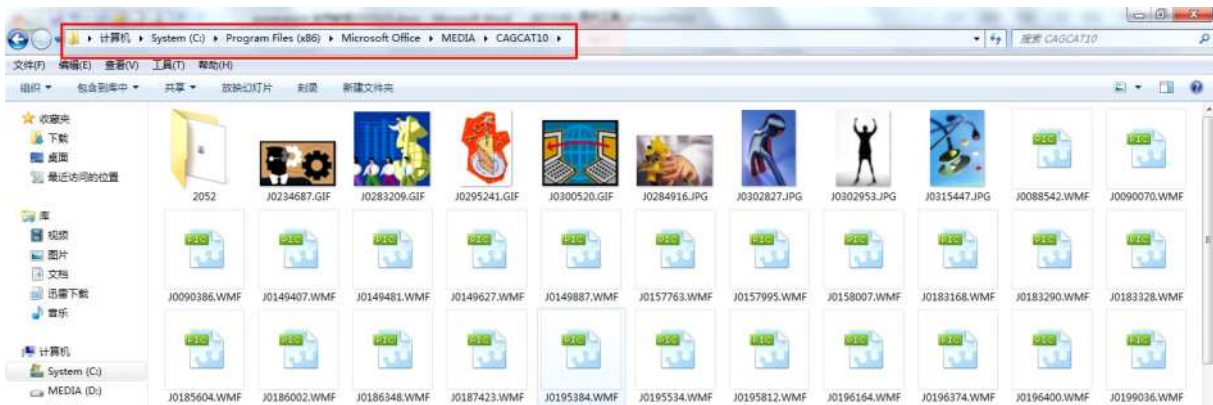 计算机 ▸ System (C:) ▸ Program Files (x86) ▸ Microsoft Office ▸ MEDIA ▸ CAGCAT10 ▸
搜索 CAGCAT10
文件(F) 编辑(E) 查看(V) 工具(T) 帮助(H)
组织 包含到库中 共享 放映幻灯片 刻录 新建文件夹
收藏夹
下载
桌面
最近访问的位置
库
视频
图片
文档
迅雷下载
音乐
计算机
System (C:)
MEDIA (D:)
2052 J0234687.GIF J0283209.GIF J0295241.GIF J0300520.GIF J0284916.JPG J0302827.JPG J0302953.JPG J0315447.JPG J0088542.WMF J0090070.WMF
J0090386.WMF J0149407.WMF J0149481.WMF J0149627.WMF J0149887.WMF J0157763.WMF J0157995.WMF J0158007.WMF J0183168.WMF J0183290.WMF J0183328.WMF
J0185604.WMF J0186002.WMF J0186348.WMF J0187423.WMF J0195384.WMF J0195534.WMF J0195812.WMF J0196164.WMF J0196374.WMF J0196400.WMF J0199036.WMF